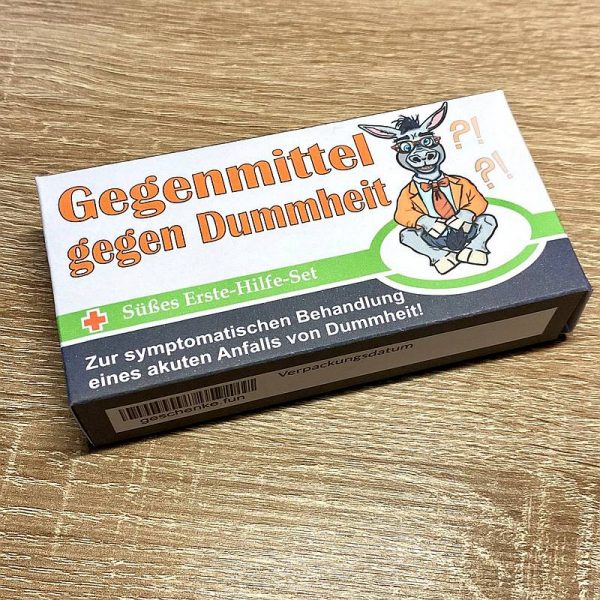 Gegenmittel
gegen Dummheit
?!
?!
Süßes Erste-Hilfe-Set
Zur symptomatischen Behandlung
eines akuten Anfalls von Dummheit!
Verpackungsdatum
geschenke.fun